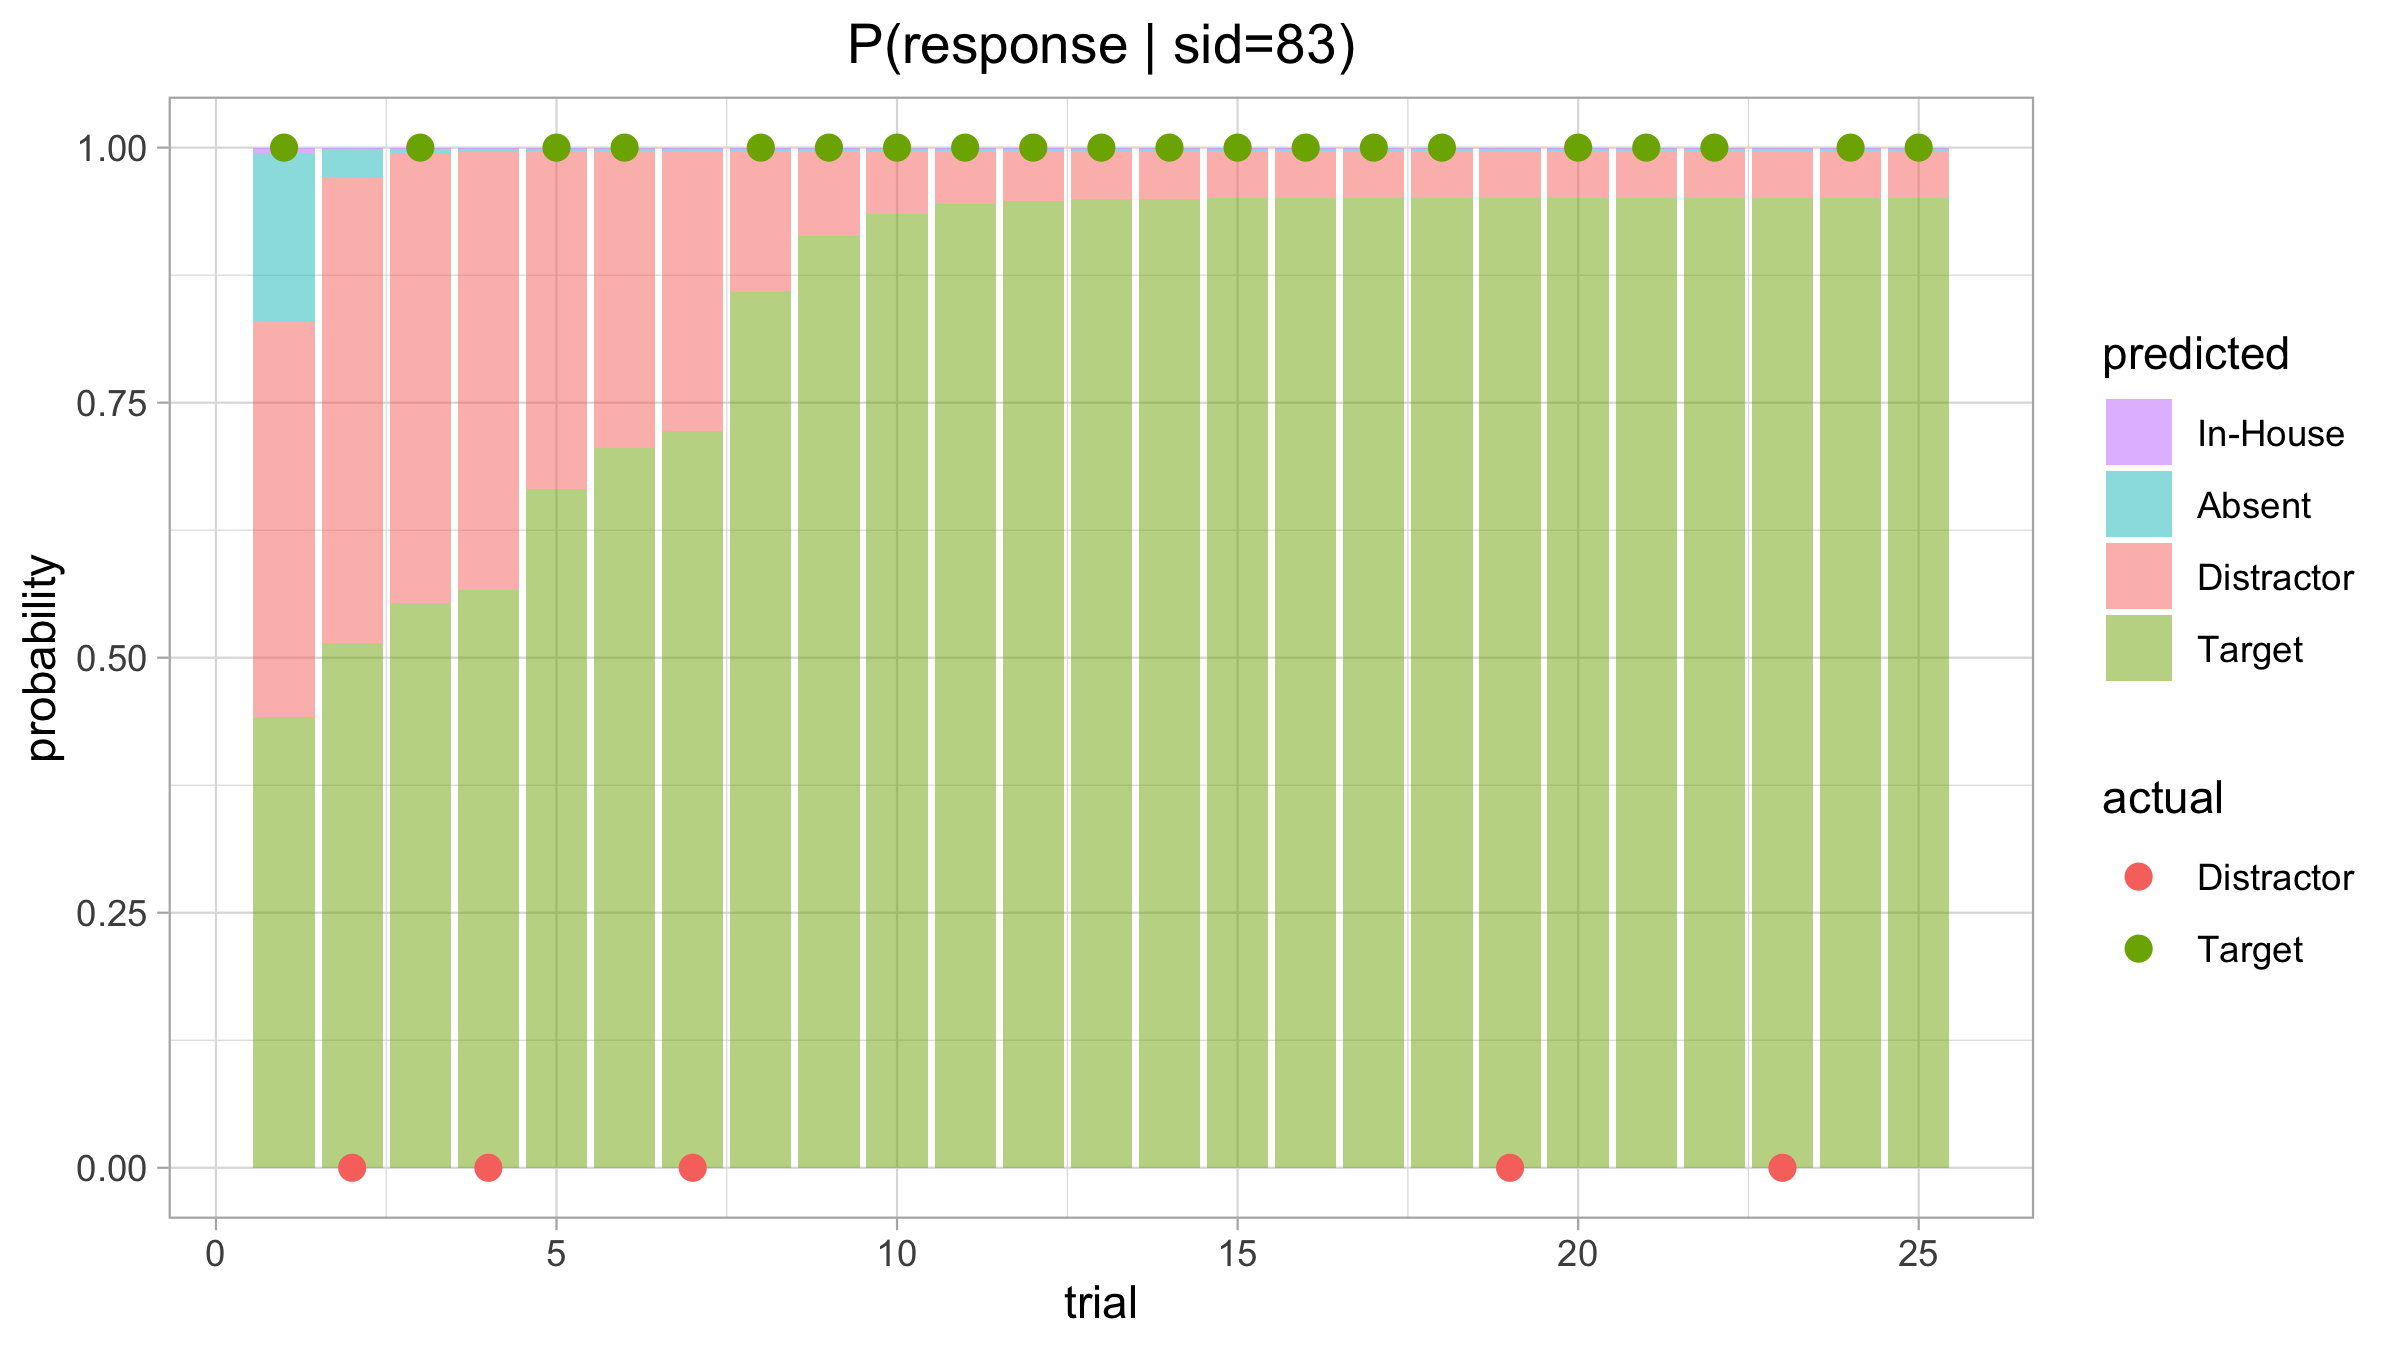 P(response | sid=83)
probability
1.00
0.75
0.50
0.25
0.00
0 5 10 15 20 25
trial
predicted
In-House
Absent
Distractor
Target
actual
Distractor
Target